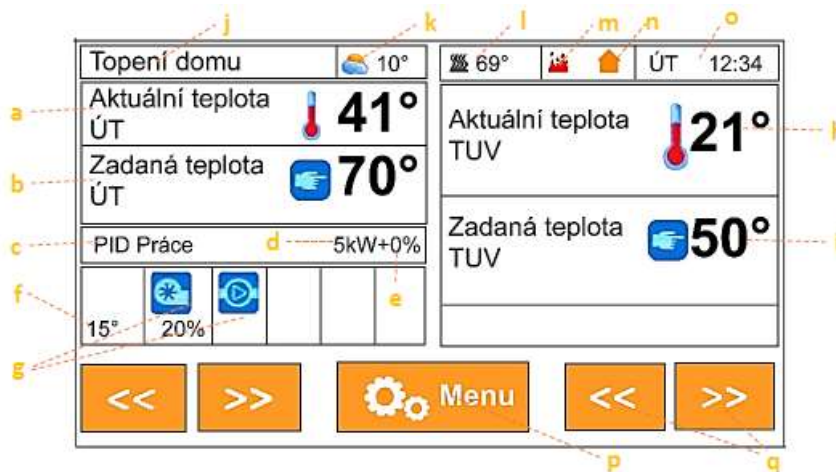 j k l m n o
Topení domu 10° 69° ÚT 12:34
a Aktuální teplota
ÚT
41°
b Zadaná teplota
ÚT
70°
c PID Práce d 5kW+0%
e
f 15° 20%
g
Aktuální teplota
TUV
21°
Zadaná teplota
TUV
50°
<< >> Menu << >>
p q